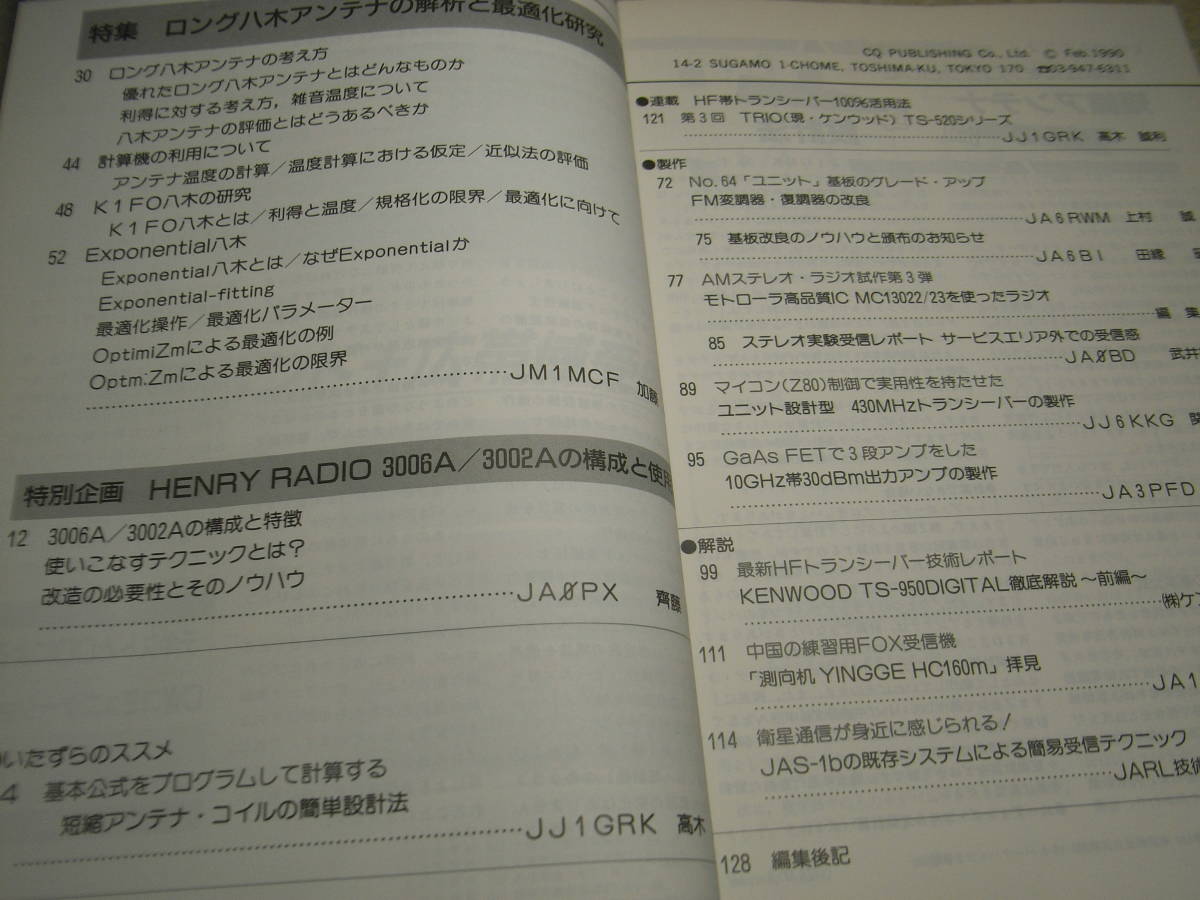 特集 ロング八木アンテナの解析と最適化研究
30 ロング八木アンテナの考え方
優れたロング八木アンテナとはどんなものか
利得に対する考え方，雑音温度について
八木アンテナの評価とはどうあるべきか
44 計算機の利用について
アンテナ温度の計算／温度計算における仮定／近似法の評価
48 K1FO八木の研究
K1FO八木とは／利得と温度／規格化の限界／最適化に向けて
52 Exponential八木
Exponential八木とは／なぜExponentialか
Exponential-fitting
最適化操作／最適化パラメーター
OptimiZmによる最適化の例
Optm:Zmによる最適化の限界
JM1MCF 加藤
特別企画 HENRY RADIO 3006A／3002Aの構成と使用
12 3006A／3002Aの構成と特徴
使いこなすテクニックとは？
改造の必要性とそのノウハウ
JAØPX 齊藤
いたずらのススメ
4 基本公式をプログラムして計算する
短縮アンテナ・コイルの簡単設計法
JJ1GRK 高木
CQ PUBLISHING Co., Ltd. © Feb.1990
14-2 SUGAMO 1-CHOME, TOSHIMA-KU, TOKYO 170 ☎03-947-6311
●連載 HF帯トランシーバー100％活用法
121 第3回 TRIO（現・ケンウッド）TS-520シリーズ
JJ1GRK 高木 誠利
●製作
72 No.64「ユニット」基板のグレード・アップ
FM変調器・復調器の改良
JA6RWM 上村 誠
75 基板改良のノウハウと頒布のお知らせ
JA6BI 田縁
77 AMステレオ・ラジオ試作第3弾
モトローラ高品質IC MC13022/23を使ったラジオ
編集
85 ステレオ実験受信レポート サービスエリア外での受信感
JAØBD 武井
89 マイコン（Z80）制御で実用性を持たせた
ユニット設計型 430MHzトランシーバーの製作
JJ6KKG 関
95 GaAs FETで3段アンプをした
10GHz帯30dBm出力アンプの製作
JA3PFD
●解説
99 最新HFトランシーバー技術レポート
KENWOOD TS-950DIGITAL徹底解説〜前編〜
㈱ケン
111 中国の練習用FOX受信機
「測向机 YINGGE HC160m」拝見
JA1
114 衛星通信が身近に感じられる！
JAS-1bの既存システムによる簡易受信テクニック
JARL技術
128 編集後記